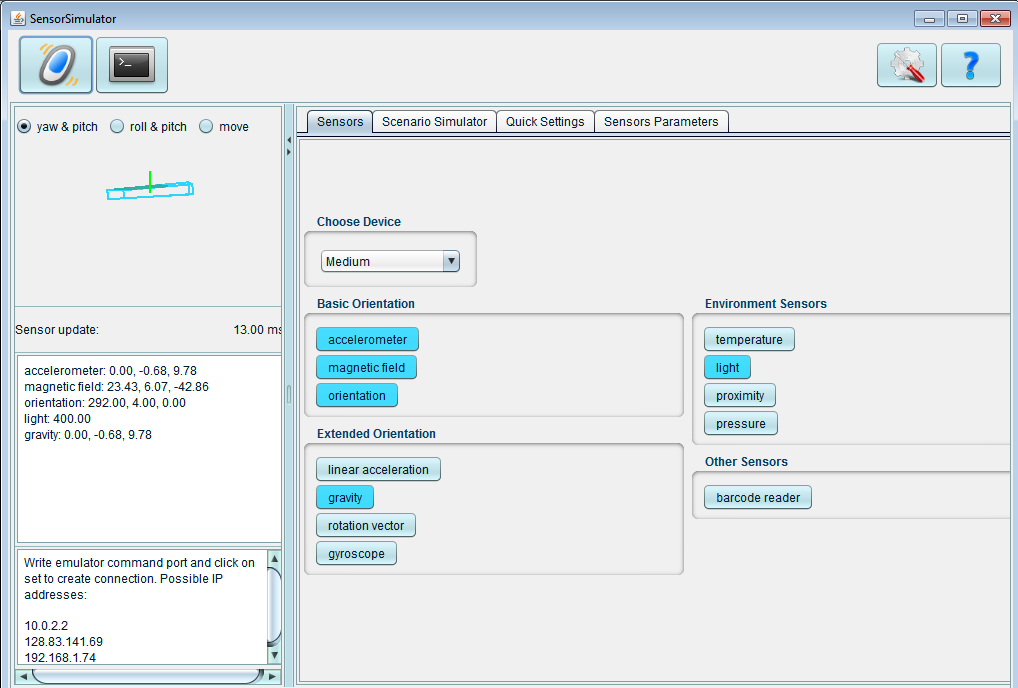 SensorSimulator
yaw & pitch roll & pitch move
Sensor update: 13.00 ms
accelerometer: 0.00, -0.68, 9.78
magnetic field: 23.43, 6.07, -42.86
orientation: 292.00, 4.00, 0.00
light: 400.00
gravity: 0.00, -0.68, 9.78
Write emulator command port and click on
set to create connection. Possible IP
addresses:
10.0.2.2
128.83.141.69
192.168.1.74
Sensors Scenario Simulator Quick Settings Sensors Parameters
Choose Device
Medium
Basic Orientation
accelerometer
magnetic field
orientation
Extended Orientation
linear acceleration
gravity
rotation vector
gyroscope
Environment Sensors
temperature
light
proximity
pressure
Other Sensors
barcode reader